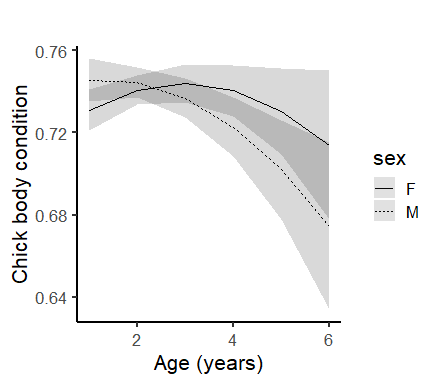 0.76
0.72
0.68
0.64
Chick body condition
2
4
6
Age (years)
sex
F
M